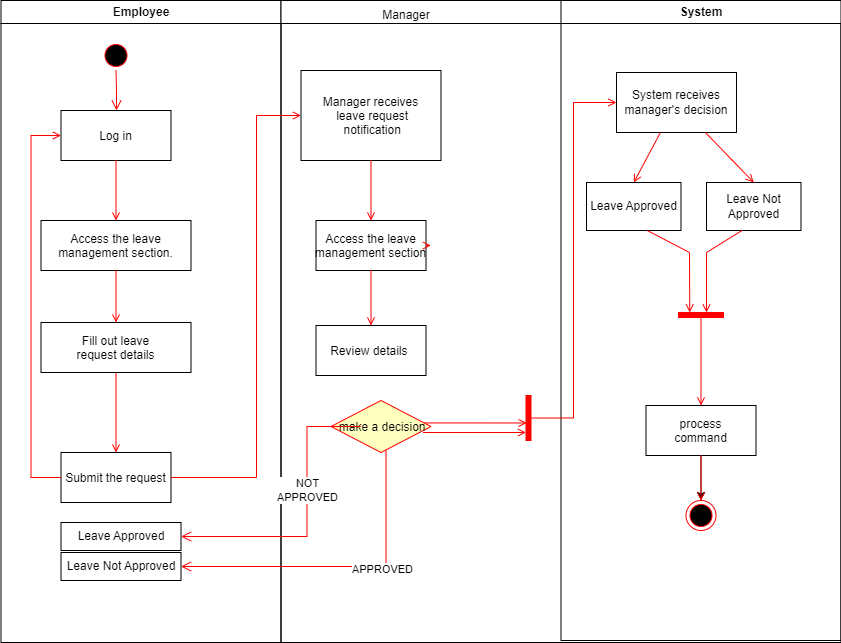 Employee
Manager
System
Log in
Access the leave
management section.
Fill out leave
request details
Submit the request
Leave Approved
Leave Not Approved
Manager receives
leave request
notification
Access the leave
management section
Review details
make a decision
NOT
APPROVED
APPROVED
System receives
manager's decision
Leave Approved
Leave Not
Approved
process
command